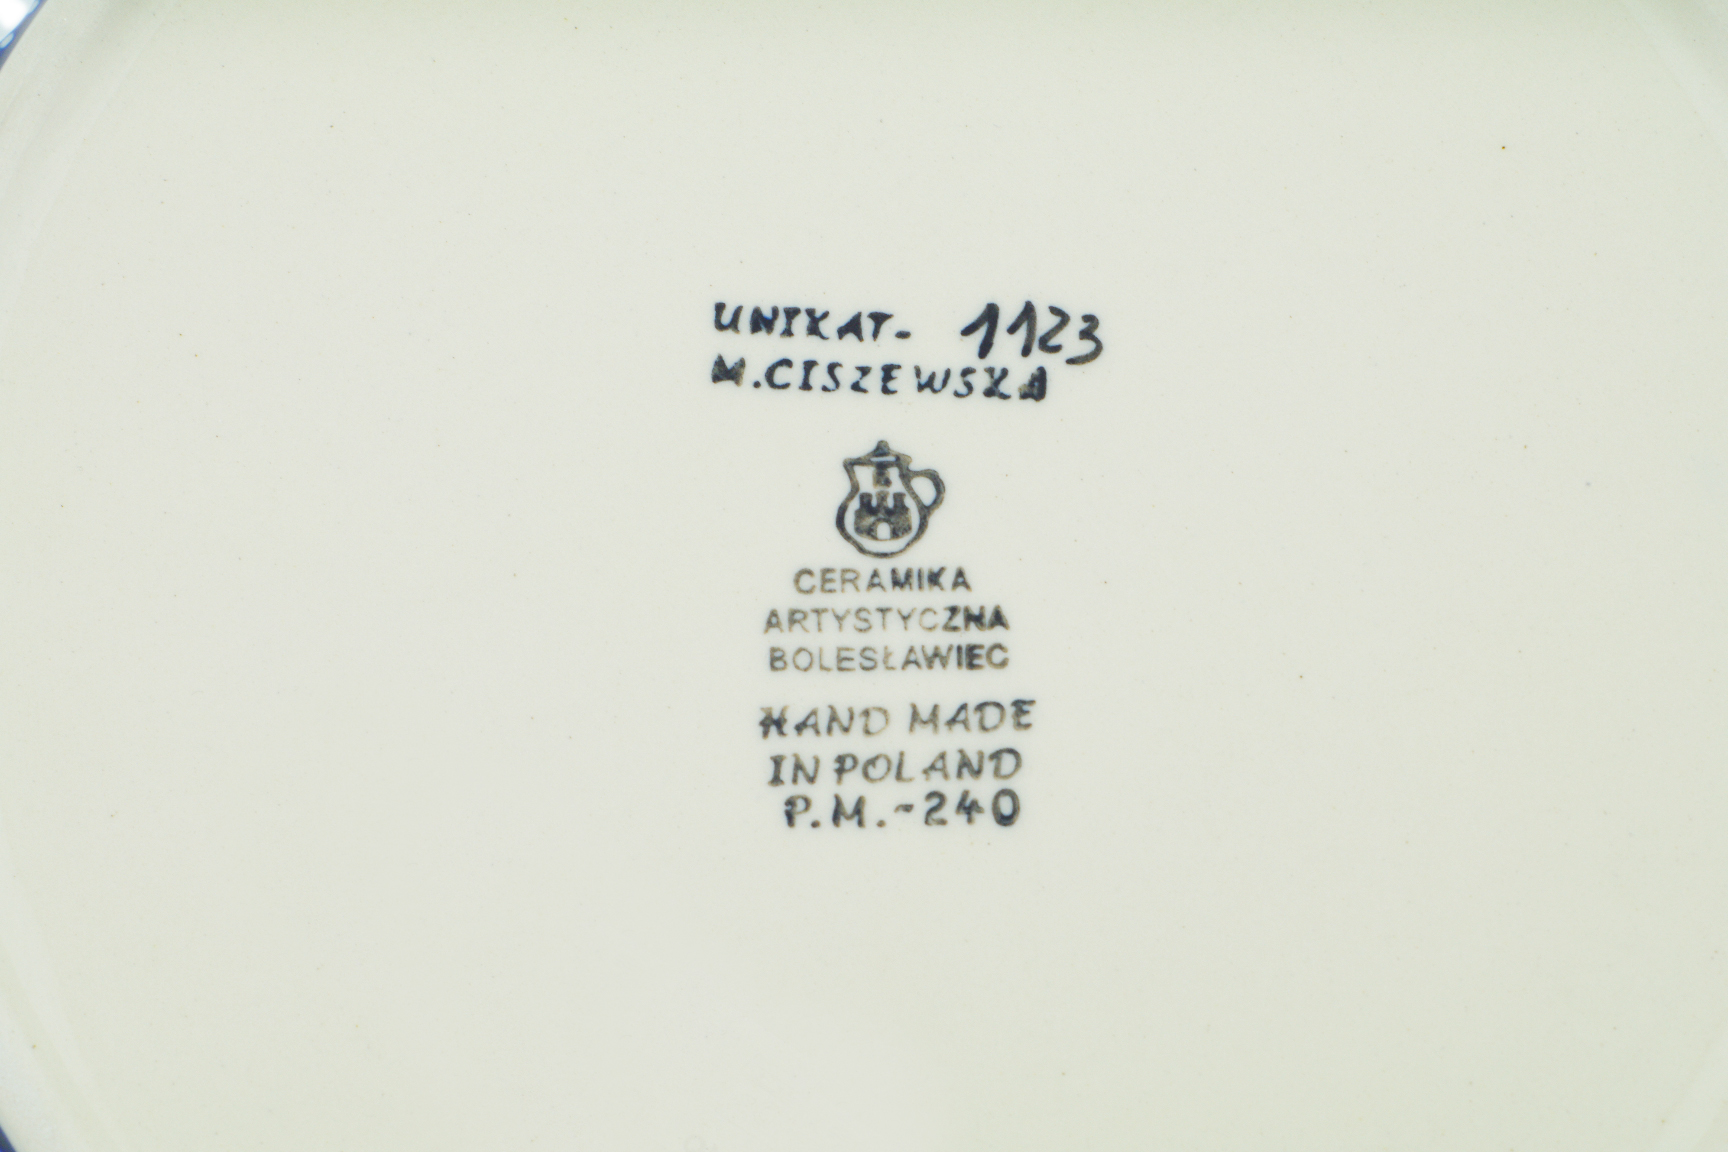 UNIKAT- 1123
M.CISZEWSKA
CERAMIKA
ARTYSTYCZNA
BOLESŁAWIEC
HAND MADE
IN POLAND
P.M.-240